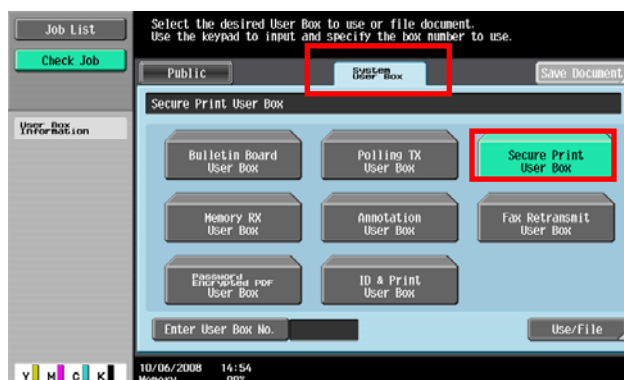 Job List
Select the desired User Box to use or file document.
Use the keypad to input and specify the box number to use.
Check Job
Public
System
User Box
Save Document
Secure Print User Box
User Box
Information
Bulletin Board
User Box
Polling TX
User Box
Secure Print
User Box
Memory RX
User Box
Annotation
User Box
Fax Retransmit
User Box
Password
Encrypted PDF
User Box
ID & Print
User Box
Enter User Box No.
Use/File
Y M C K
10/06/2008 14:54
Memory